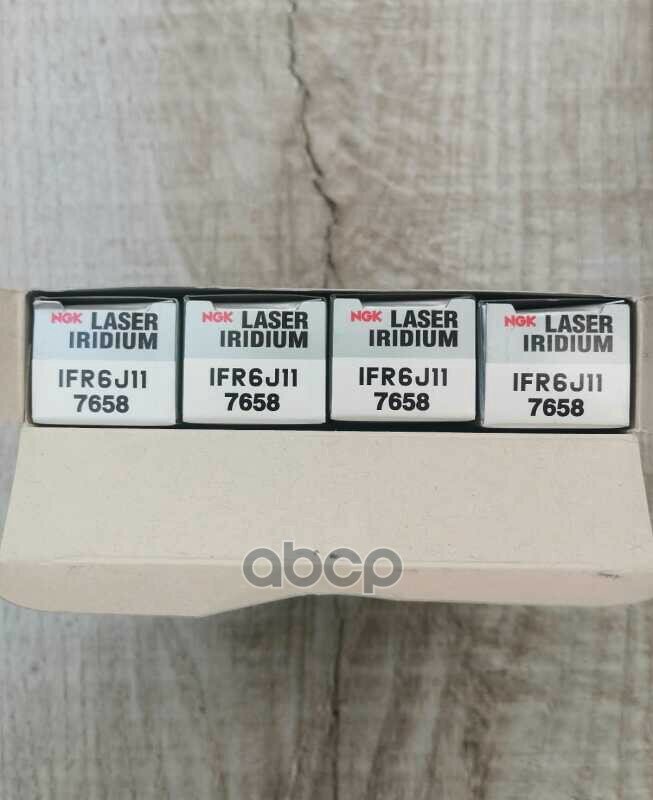 NGK LASER
IRIDIUM
IFR6J11
7658
NGK LASER
IRIDIUM
IFR6J11
7658
NGK LASER
IRIDIUM
IFR6J11
7658
NGK LASER
IRIDIUM
IFR6J11
7658
abcp